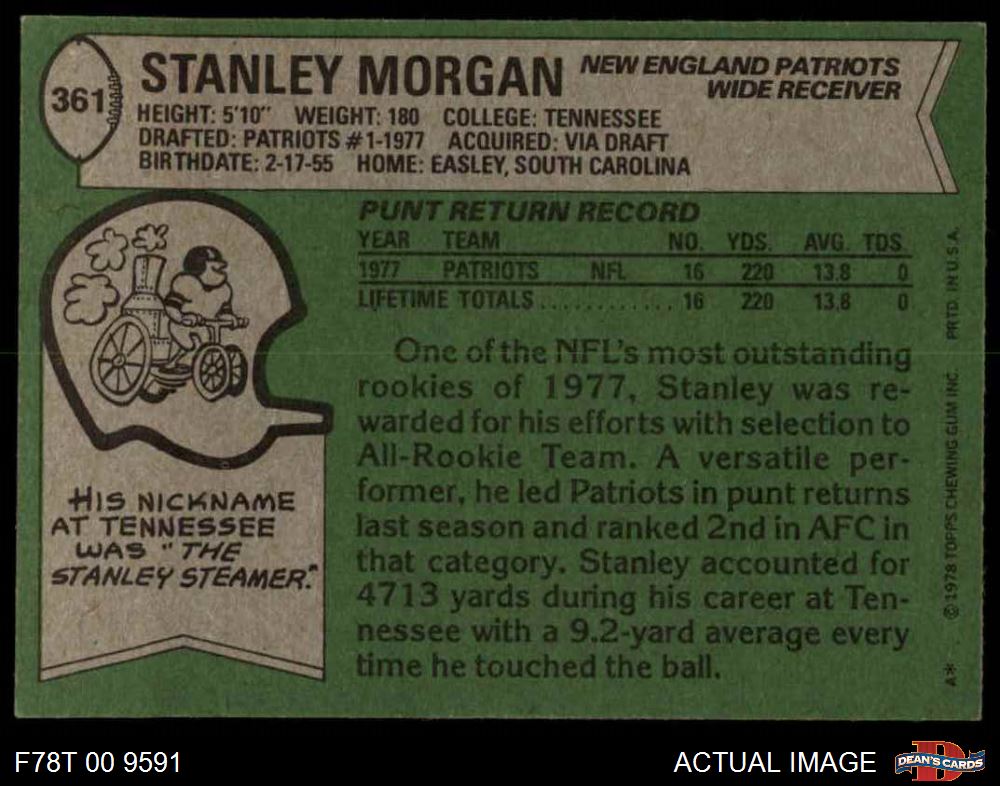 361
STANLEY MORGAN
NEW ENGLAND PATRIOTS
WIDE RECEIVER
HEIGHT: 5'10" WEIGHT: 180 COLLEGE: TENNESSEE
DRAFTED: PATRIOTS #1-1977 ACQUIRED: VIA DRAFT
BIRTHDATE: 2-17-55 HOME: EASLEY, SOUTH CAROLINA
PUNT RETURN RECORD
YEAR TEAM NO. YDS. AVG. TDS.
1977 PATRIOTS NFL 16 220 13.8 0
LIFETIME TOTALS ............ 16 220 13.8 0
One of the NFL's most outstanding
rookies of 1977, Stanley was re-
warded for his efforts with selection to
All-Rookie Team. A versatile per-
former, he led Patriots in punt returns
last season and ranked 2nd in AFC in
that category. Stanley accounted for
4713 yards during his career at Ten-
nessee with a 9.2-yard average every
time he touched the ball.
HIS NICKNAME
AT TENNESSEE
WAS "THE
STANLEY STEAMER."
A* © 1978 TOPPS CHEWING GUM INC. PRTD. IN U.S.A.
F78T 00 9591
ACTUAL IMAGE
D
DEAN'S CARDS